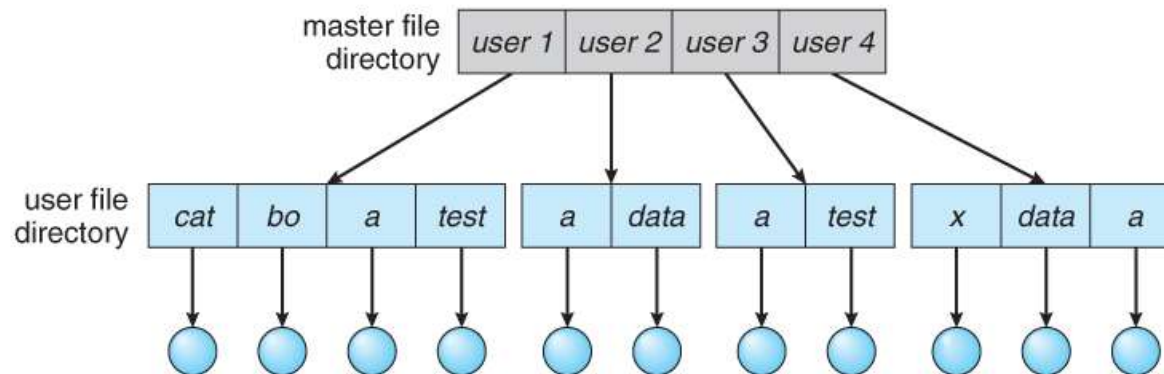 master file
directory
user 1 user 2 user 3 user 4
user file
directory
cat bo a test a data a test x data a